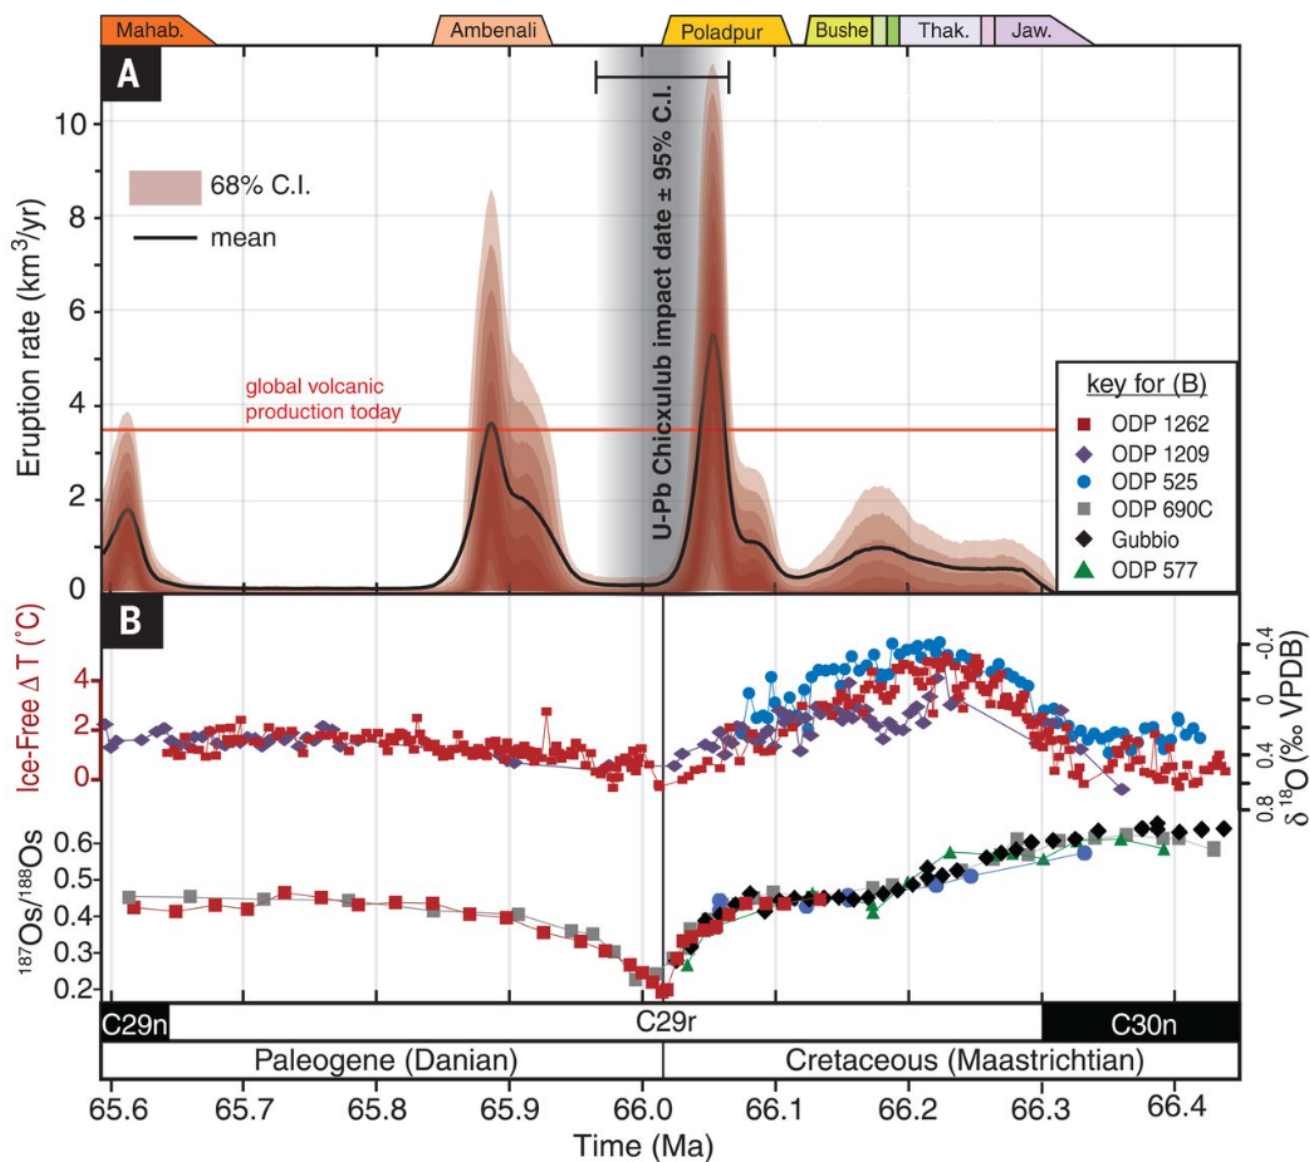 Mahab.
Ambenali
Poladpur
Bushe
Thak.
Jaw.
A
Eruption rate (km³/yr)
10
8
6
4
2
0
68% C.I.
mean
global volcanic
production today
U-Pb Chicxulub impact date ± 95% C.I.
key for (B)
ODP 1262
ODP 1209
ODP 525
ODP 690C
Gubbio
ODP 577
B
Ice-Free Δ T (˚C)
4
2
0
-0.4
0
0.4
0.8
δ ¹⁸O (‰ VPDB)
¹⁸⁷Os/¹⁸⁸Os
0.6
0.5
0.4
0.3
0.2
C29n
C29r
C30n
Paleogene (Danian)
Cretaceous (Maastrichtian)
65.6 65.7 65.8 65.9 66.0 66.1 66.2 66.3 66.4
Time (Ma)